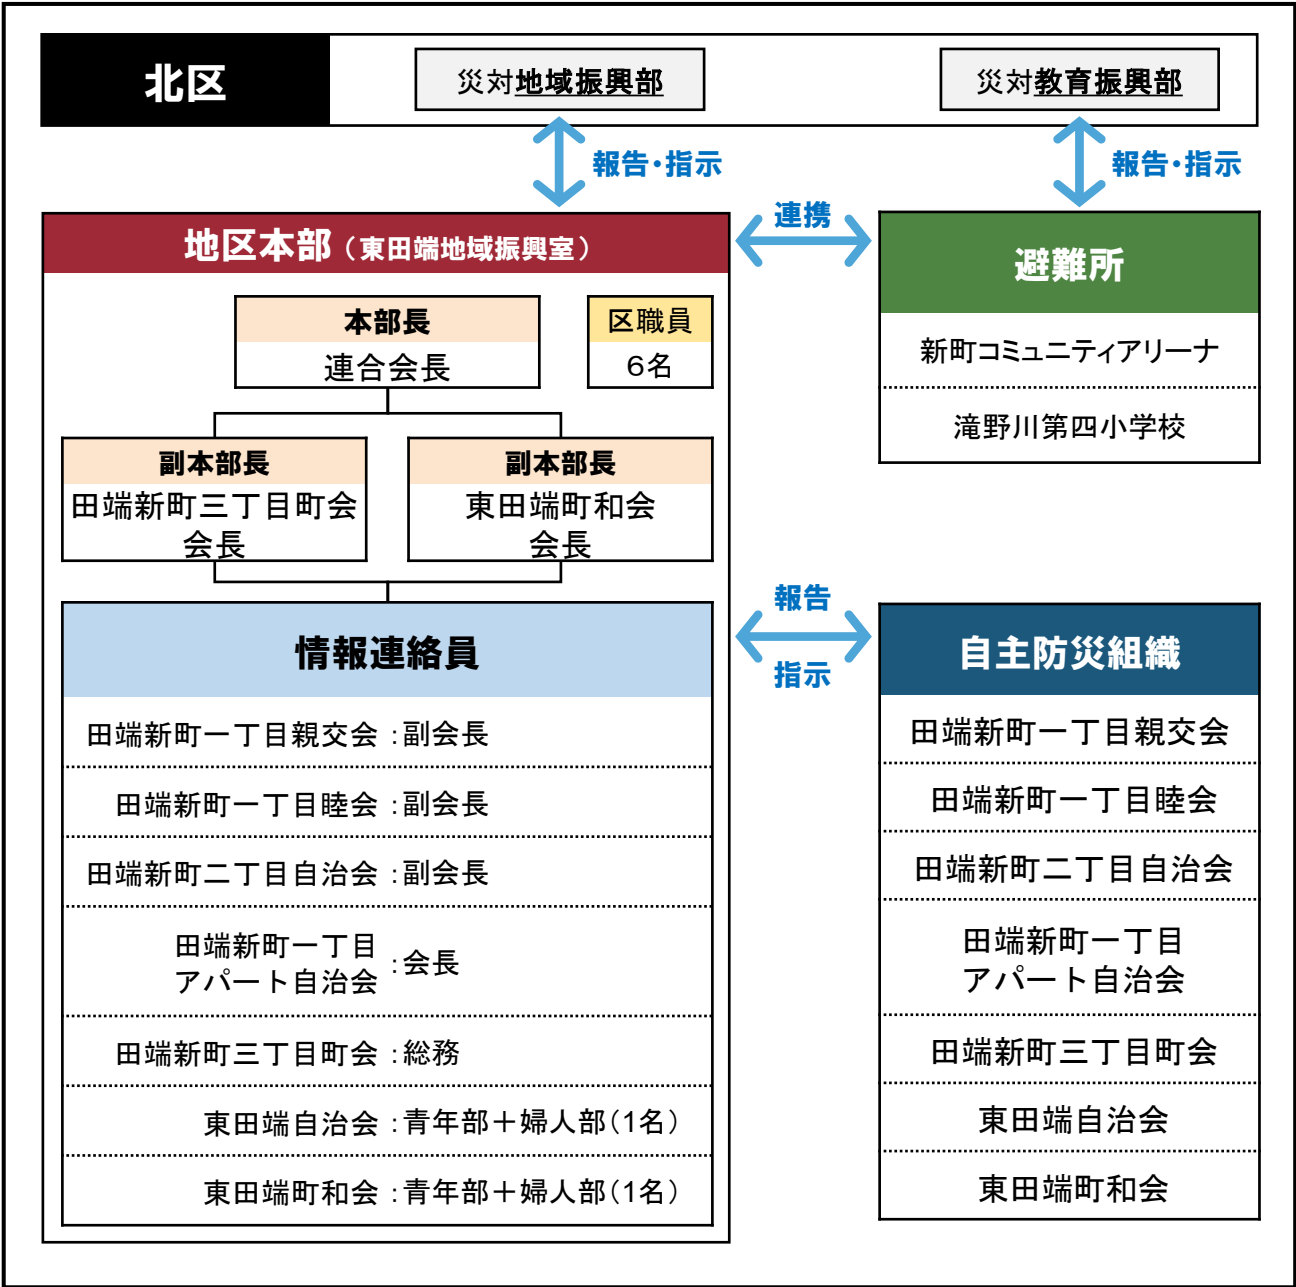 北区
災対地域振興部
災対教育振興部
報告・指示
報告・指示
地区本部（東田端地域振興室）
連携
避難所
新町コミュニティアリーナ
滝野川第四小学校
本部長
連合会長
区職員
６名
副本部長
田端新町三丁目町会
会長
副本部長
東田端町和会
会長
情報連絡員
田端新町一丁目親交会：副会長
田端新町一丁目睦会：副会長
田端新町二丁目自治会：副会長
田端新町一丁目
アパート自治会：会長
田端新町三丁目町会：総務
東田端自治会：青年部＋婦人部（1名）
東田端町和会：青年部＋婦人部（1名）
報告
指示
自主防災組織
田端新町一丁目親交会
田端新町一丁目睦会
田端新町二丁目自治会
田端新町一丁目
アパート自治会
田端新町三丁目町会
東田端自治会
東田端町和会